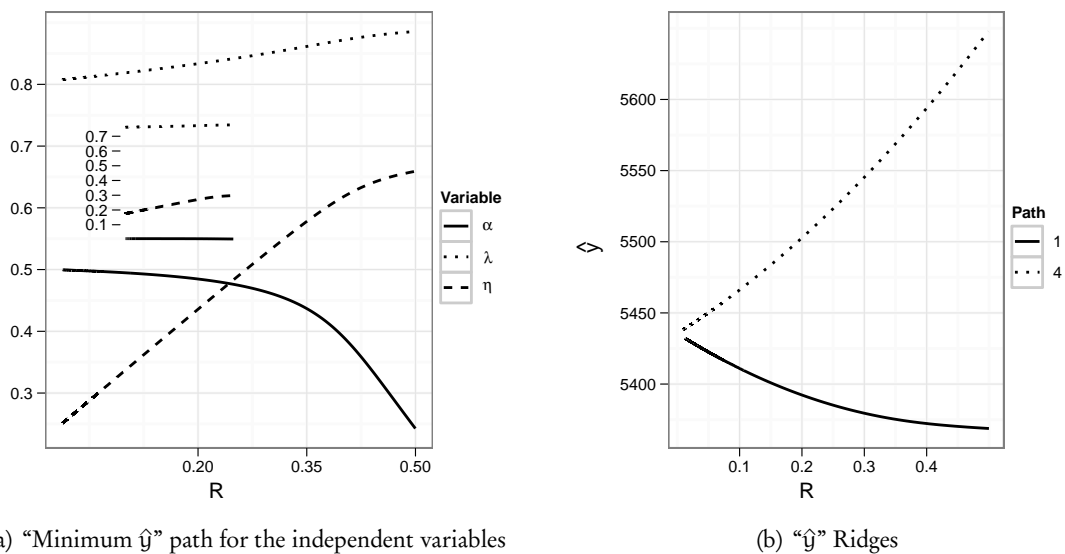 0.8
0.7
0.6
0.5
0.4
0.3
0.7
0.6
0.5
0.4
0.3
0.2
0.1
0.20 0.35 0.50
R
Variable
α
λ
η
5600
5550
5500
5450
5400
ŷ
0.1 0.2 0.3 0.4
R
Path
1
4
) “Minimum ŷ” path for the independent variables
(b) “ŷ” Ridges